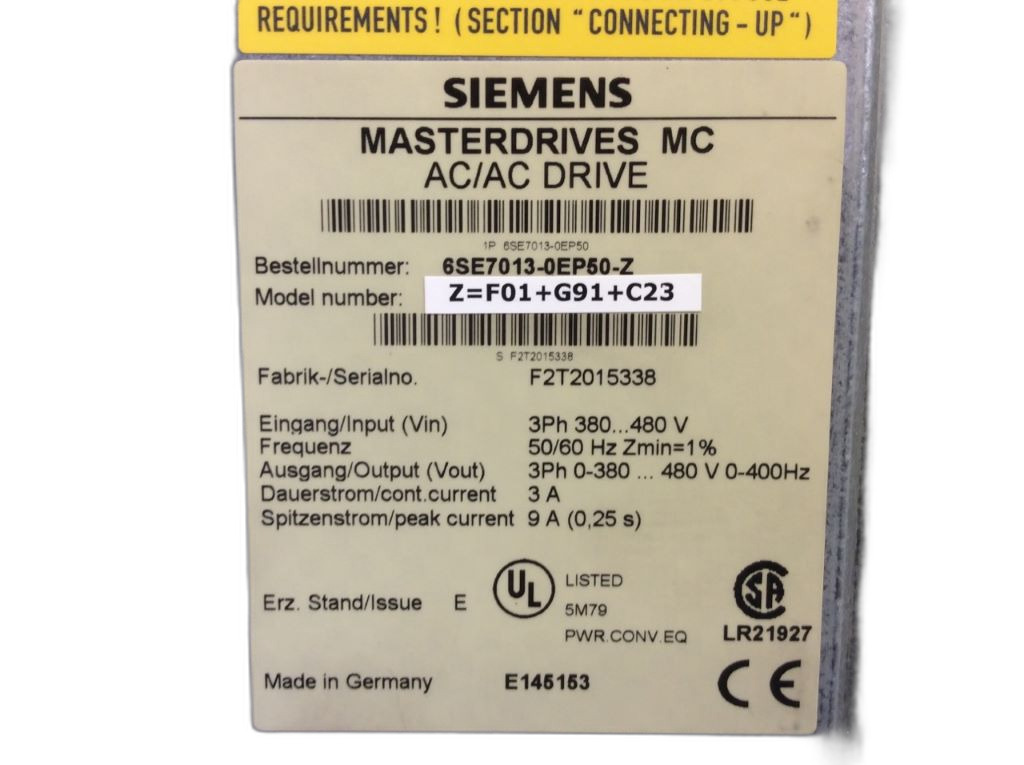 REQUIREMENTS! (SECTION “CONNECTING-UP“)
SIEMENS
MASTERDRIVES MC
AC/AC DRIVE
1P 6SE7013-0EP50
Bestellnummer: 6SE7013-0EP50-Z
Model number: Z=F01+G91+C23
S F2T2015338
Fabrik-/Serialno. F2T2015338
Eingang/Input (Vin) 3Ph 380...480 V
Frequenz 50/60 Hz Zmin=1%
Ausgang/Output (Vout) 3Ph 0-380 ... 480 V 0-400Hz
Dauerstrom/cont.current 3 A
Spitzenstrom/peak current 9 A (0,25 s)
Erz. Stand/Issue E
UL LISTED
5M79
PWR.CONV.EQ
SA
LR21927
Made in Germany E145153
CE